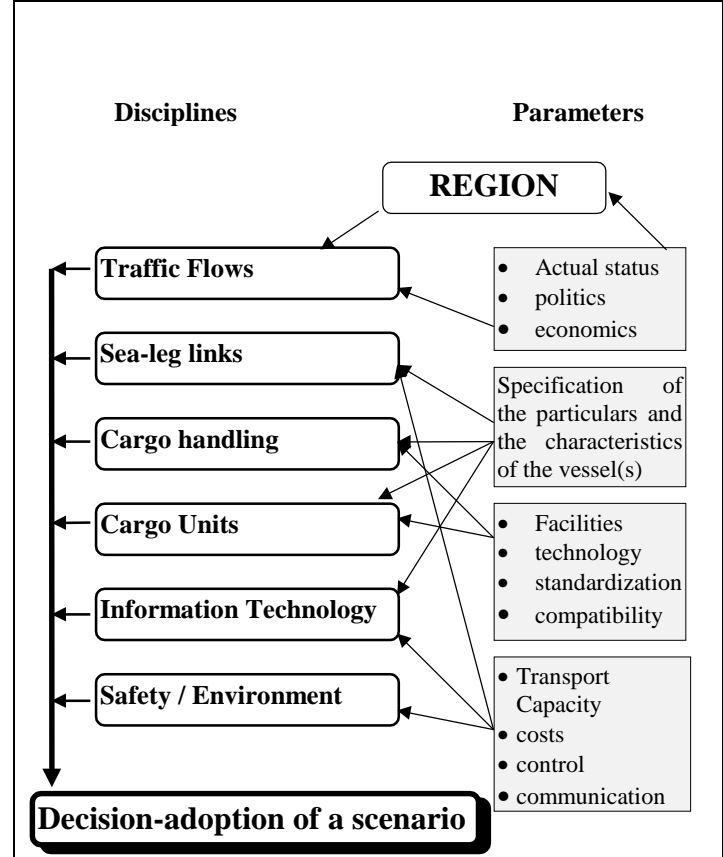 Disciplines
Parameters
REGION
Traffic Flows
Sea-leg links
Cargo handling
Cargo Units
Information Technology
Safety / Environment
• Actual status
• politics
• economics
Specification of
the particulars and
the characteristics
of the vessel(s)
• Facilities
• technology
• standardization
• compatibility
• Transport
Capacity
• costs
• control
• communication
Decision-adoption of a scenario